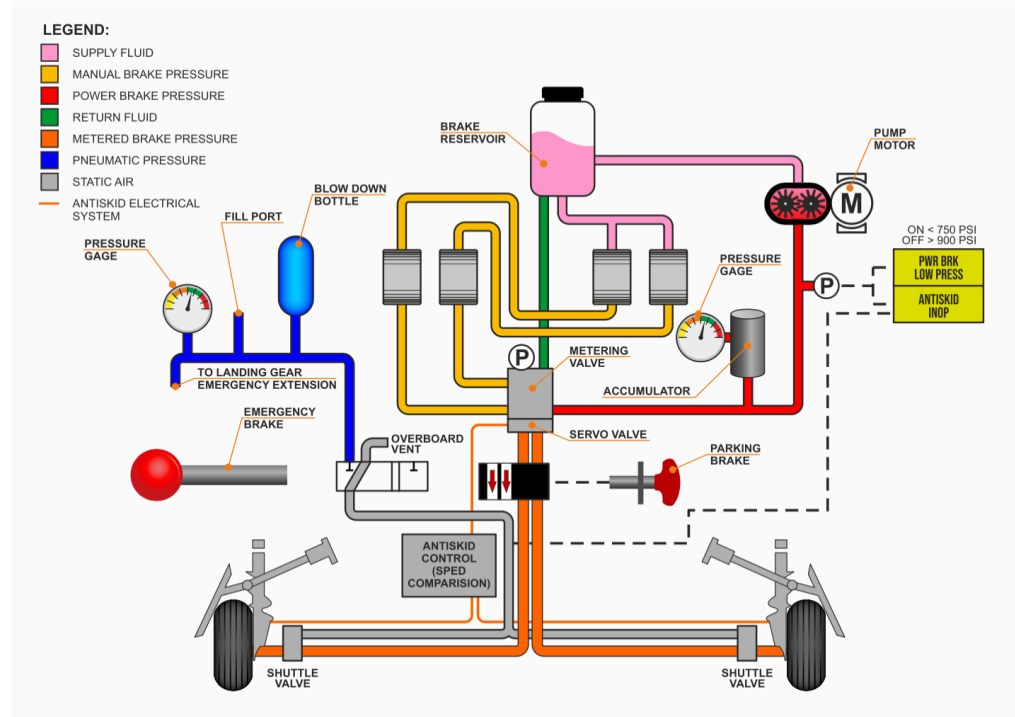 LEGEND:
SUPPLY FLUID
MANUAL BRAKE PRESSURE
POWER BRAKE PRESSURE
RETURN FLUID
METERED BRAKE PRESSURE
PNEUMATIC PRESSURE
STATIC AIR
ANTISKID ELECTRICAL
SYSTEM
BRAKE
RESERVOIR
PUMP
MOTOR
M
BLOW DOWN
BOTTLE
FILL PORT
PRESSURE
GAGE
ON < 750 PSI
OFF > 900 PSI
PWR BRK
LOW PRESS
ANTISKID
INOP
PRESSURE
GAGE
P
P
METERING
VALVE
TO LANDING GEAR
EMERGENCY EXTENSION
ACCUMULATOR
EMERGENCY
BRAKE
OVERBOARD
VENT
SERVO VALVE
PARKING
BRAKE
ANTISKID
CONTROL
(SPED
COMPARISION)
SHUTTLE
VALVE
SHUTTLE
VALVE